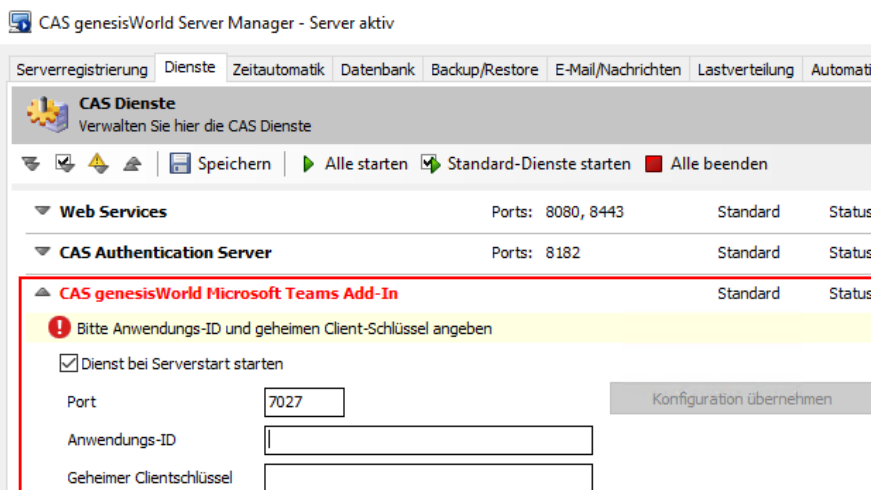 CAS genesisWorld Server Manager - Server aktiv
Serverregistrierung Dienste Zeitautomatik Datenbank Backup/Restore E-Mail/Nachrichten Lastverteilung Automati
CAS Dienste
Verwalten Sie hier die CAS Dienste
Speichern Alle starten Standard-Dienste starten Alle beenden
Web Services Ports: 8080, 8443 Standard Status
CAS Authentication Server Ports: 8182 Standard Status
CAS genesisWorld Microsoft Teams Add-In Standard Status
Bitte Anwendungs-ID und geheimen Client-Schlüssel angeben
Dienst bei Serverstart starten
Port 7027 Konfiguration übernehmen
Anwendungs-ID
Geheimer Clientschlüssel